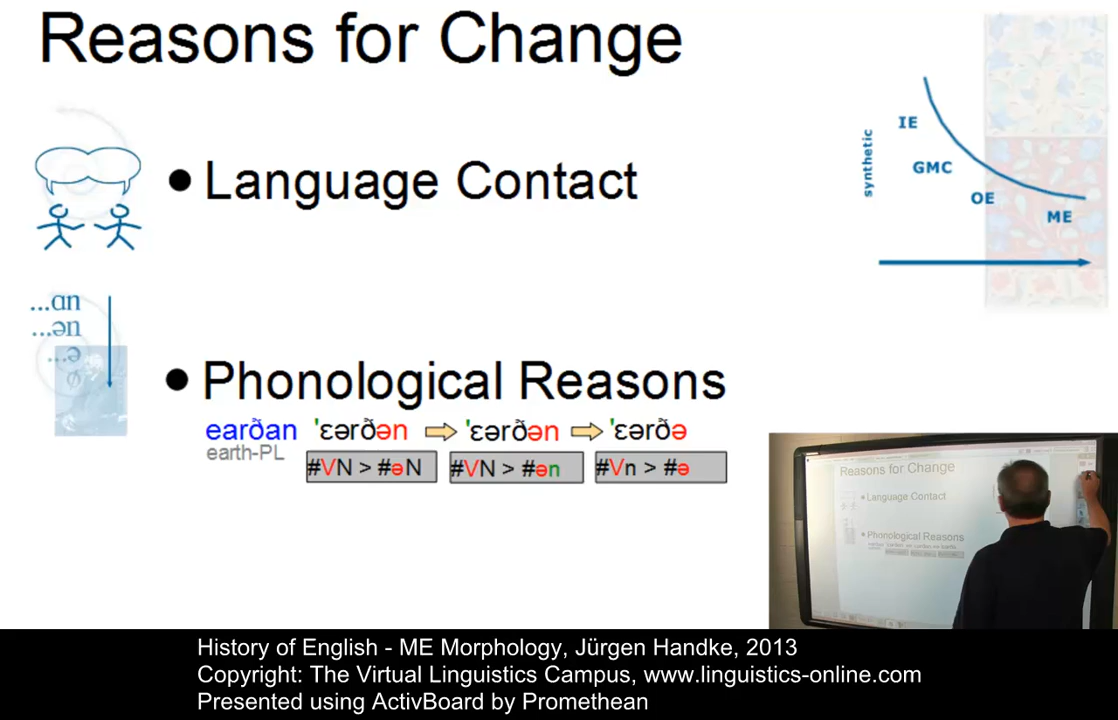 Reasons for Change
synthetic
IE
GMC
OE
ME
• Language Contact
...ɑn
...ən
...ə
ø
• Phonological Reasons
earðan 'ɛərðən ⇨ 'ɛərðən ⇨ 'ɛərðə
earth-PL
#VN > #əN #VN > #ən #Vn > #ə
Reasons for Change
• Language Contact
• Phonological Reasons
History of English - ME Morphology, Jürgen Handke, 2013
Copyright: The Virtual Linguistics Campus, www.linguistics-online.com
Presented using ActivBoard by Promethean